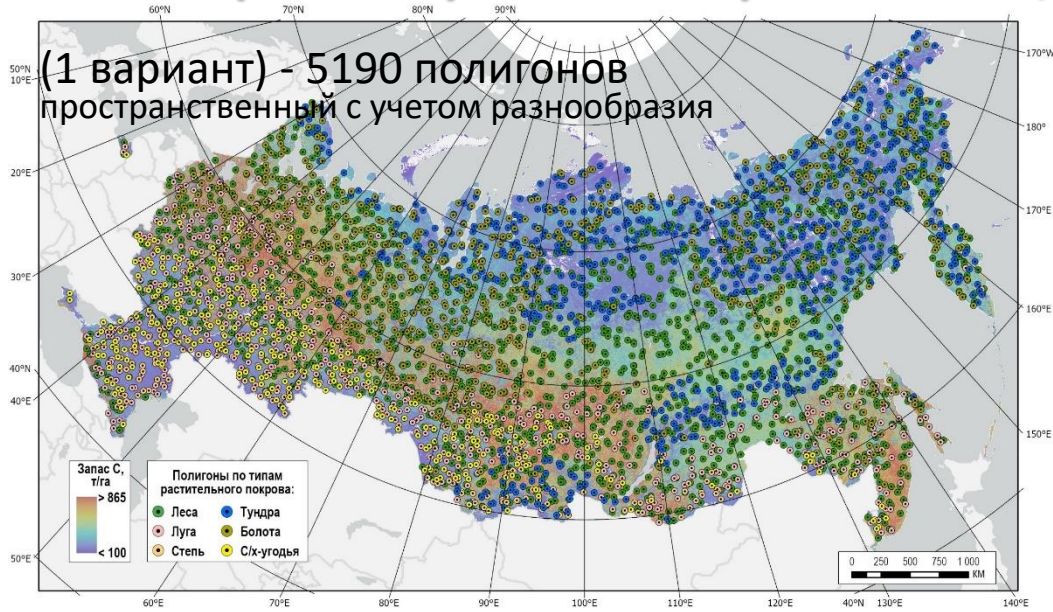 60°N 70°N 80°N 90°N
170°W
50°N
10°E
(1 вариант) - 5190 полигонов
пространственный с учетом разнообразия
180°
20°E
170°E
30°E
160°E
40°N
40°E
150°E
50°E
Запас С,
т/га
> 865
< 100
Полигоны по типам
растительного покрова:
Леса Тундра
Луга Болота
Степь С/х-угодья
0 250 500 750 1 000
КМ
60°E 70°E 80°E 90°E 100°E 110°E 120°E 40°N 130°E 140°E